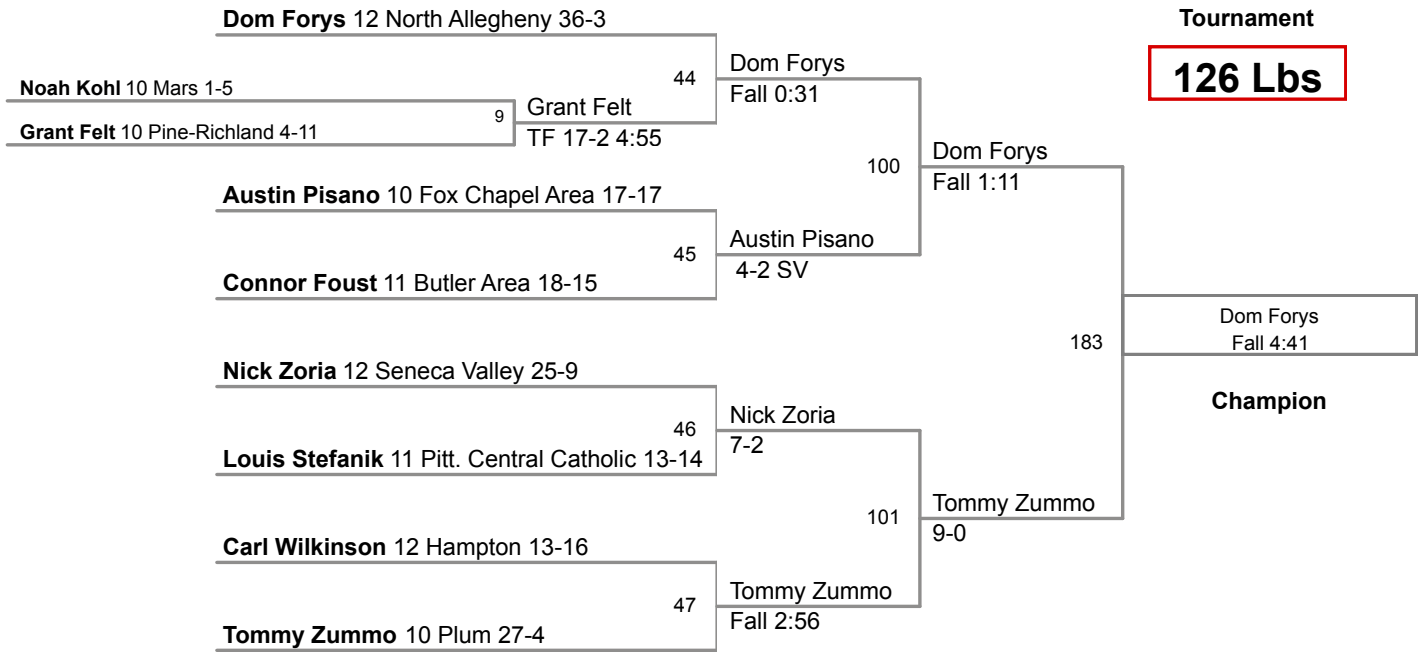 Dom Forys 12 North Allegheny 36-3
Tournament
126 Lbs
Noah Kohl 10 Mars 1-5
Grant Felt 10 Pine-Richland 4-11
9
Grant Felt
TF 17-2 4:55
44
Dom Forys
Fall 0:31
Austin Pisano 10 Fox Chapel Area 17-17
Connor Foust 11 Butler Area 18-15
45
Austin Pisano
4-2 SV
100
Dom Forys
Fall 1:11
Nick Zoria 12 Seneca Valley 25-9
Louis Stefanik 11 Pitt. Central Catholic 13-14
46
Nick Zoria
7-2
Carl Wilkinson 12 Hampton 13-16
Tommy Zummo 10 Plum 27-4
47
Tommy Zummo
Fall 2:56
101
Tommy Zummo
9-0
183
Dom Forys
Fall 4:41
Champion